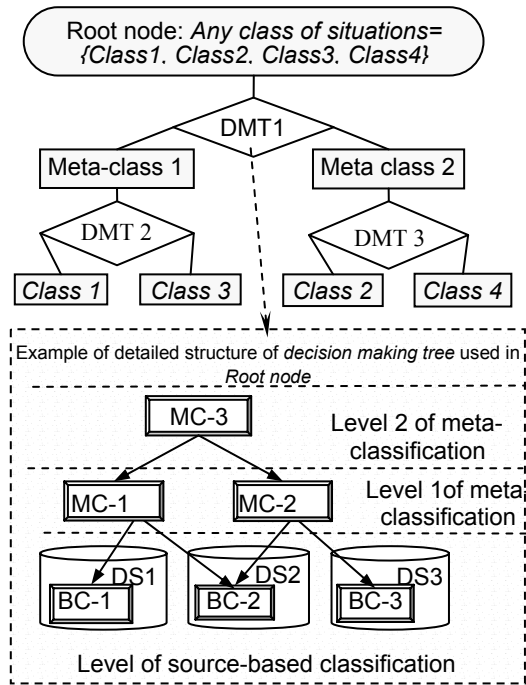 Root node: Any class of situations=
{Class1, Class2, Class3, Class4}
DMT1
Meta-class 1
Meta class 2
DMT 2
DMT 3
Class 1
Class 3
Class 2
Class 4
Example of detailed structure of decision making tree used in
Root node
MC-3
Level 2 of meta-
classification
MC-1
MC-2
Level 1of meta
classification
DS1
DS2
DS3
BC-1
BC-2
BC-3
Level of source-based classification